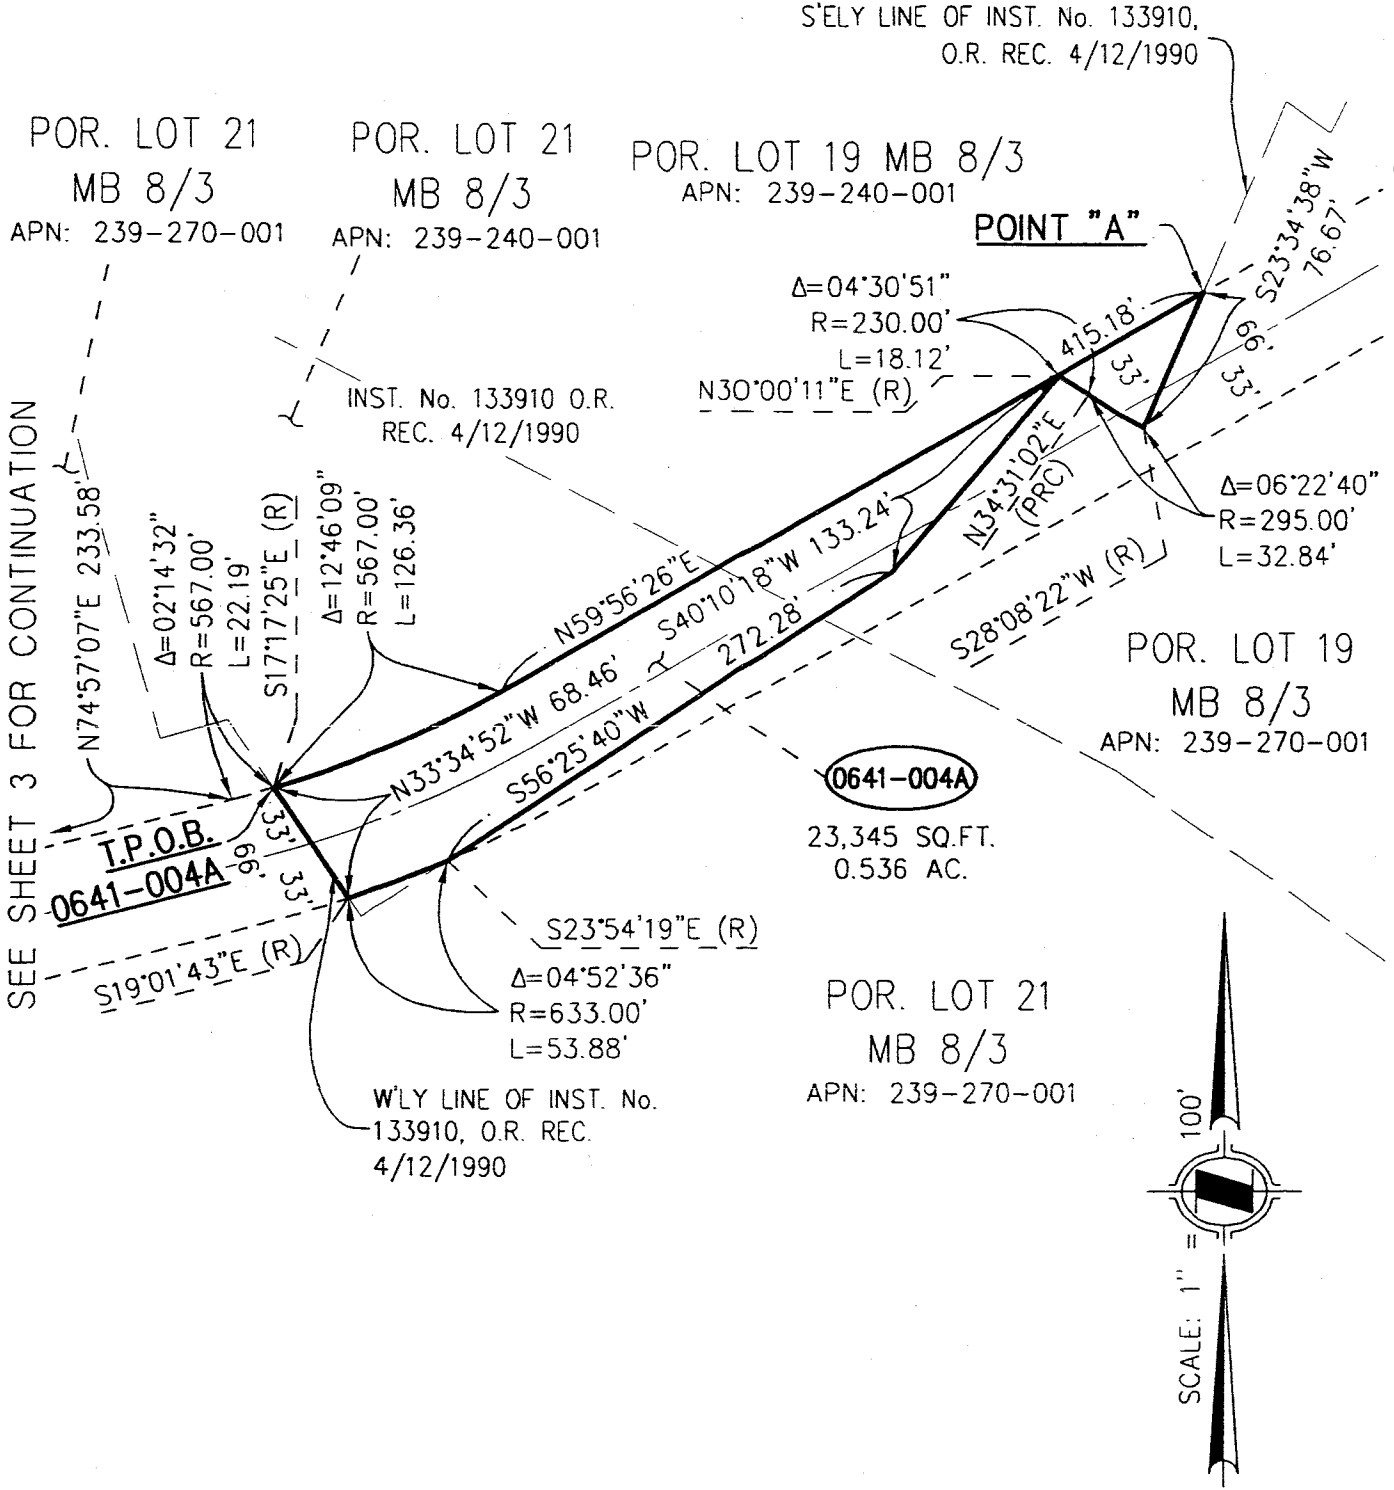 S'ELY LINE OF INST. No. 133910,
O.R. REC. 4/12/1990
POR. LOT 21
MB 8/3
APN: 239-270-001
POR. LOT 21
MB 8/3
APN: 239-240-001
POR. LOT 19 MB 8/3
APN: 239-240-001
POINT "A"
S23°34'38"W
76.67'
Δ=04°30'51"
R=230.00'
L=18.12'
N30°00'11"E (R)
415.18'
33'
66'
33'
INST. No. 133910 O.R.
REC. 4/12/1990
SEE SHEET 3 FOR CONTINUATION
N74°57'07"E 233.58'
Δ=02°14'32"
R=567.00'
L=22.19'
S17°17'25"E (R)
Δ=12°46'09"
R=567.00'
L=126.36'
N59°56'26"E
S40°10'18"W 133.24'
N34°31'02"E
(PRC)
Δ=06°22'40"
R=295.00'
L=32.84'
S28°08'22"W (R)
272.28'
N33°34'52"W 68.46'
S56°25'40"W
POR. LOT 19
MB 8/3
APN: 239-270-001
0641-004A
23,345 SQ.FT.
0.536 AC.
T.P.O.B.
0641-004A
33'
66'
33'
S19°01'43"E (R)
S23°54'19"E (R)
Δ=04°52'36"
R=633.00'
L=53.88'
W'LY LINE OF INST. No.
133910, O.R. REC.
4/12/1990
POR. LOT 21
MB 8/3
APN: 239-270-001
SCALE: 1" = 100'